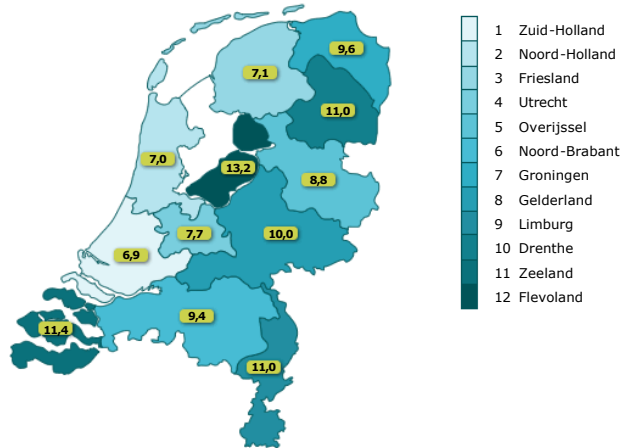 9,6
7,1
11,0
7,0
13,2
8,8
7,7
10,0
6,9
9,4
11,4
11,0
1 Zuid-Holland
2 Noord-Holland
3 Friesland
4 Utrecht
5 Overijssel
6 Noord-Brabant
7 Groningen
8 Gelderland
9 Limburg
10 Drenthe
11 Zeeland
12 Flevoland